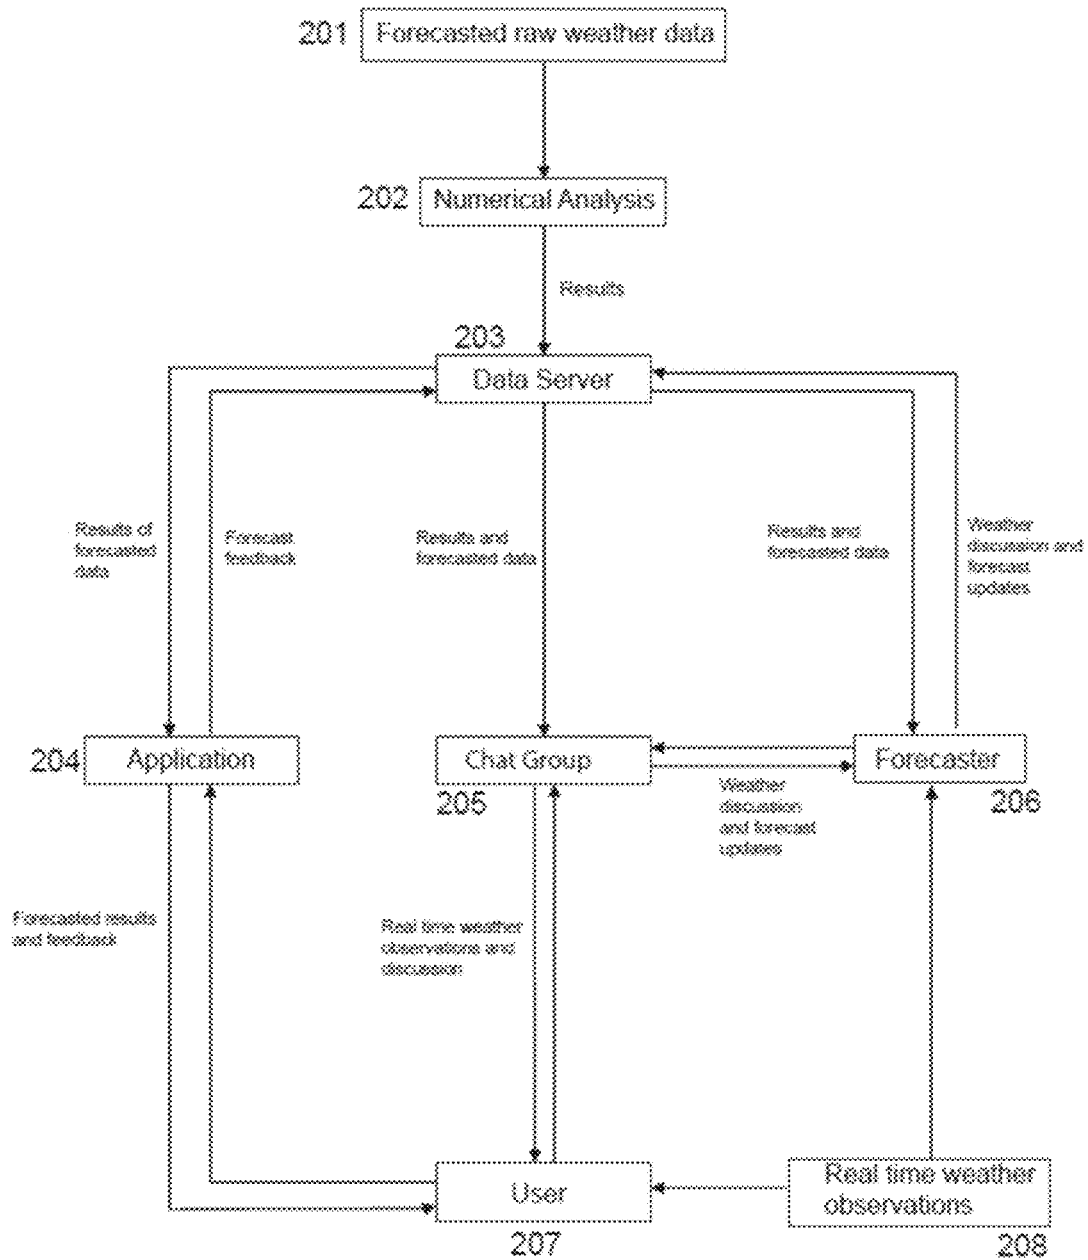 201
Forecasted raw weather data
202
Numerical Analysis
Results
203
Data Server
Results of
forecasted
data
Forecast
feedback
Results and
forecasted data
Results and
forecasted data
Weather
discussion and
forecast
updates
204
Application
Chat Group
205
Forecaster
206
Weather
discussion
and forecast
updates
Forecasted results
and feedback
Real time weather
observations and
discussion
User
207
Real time weather
observations
208